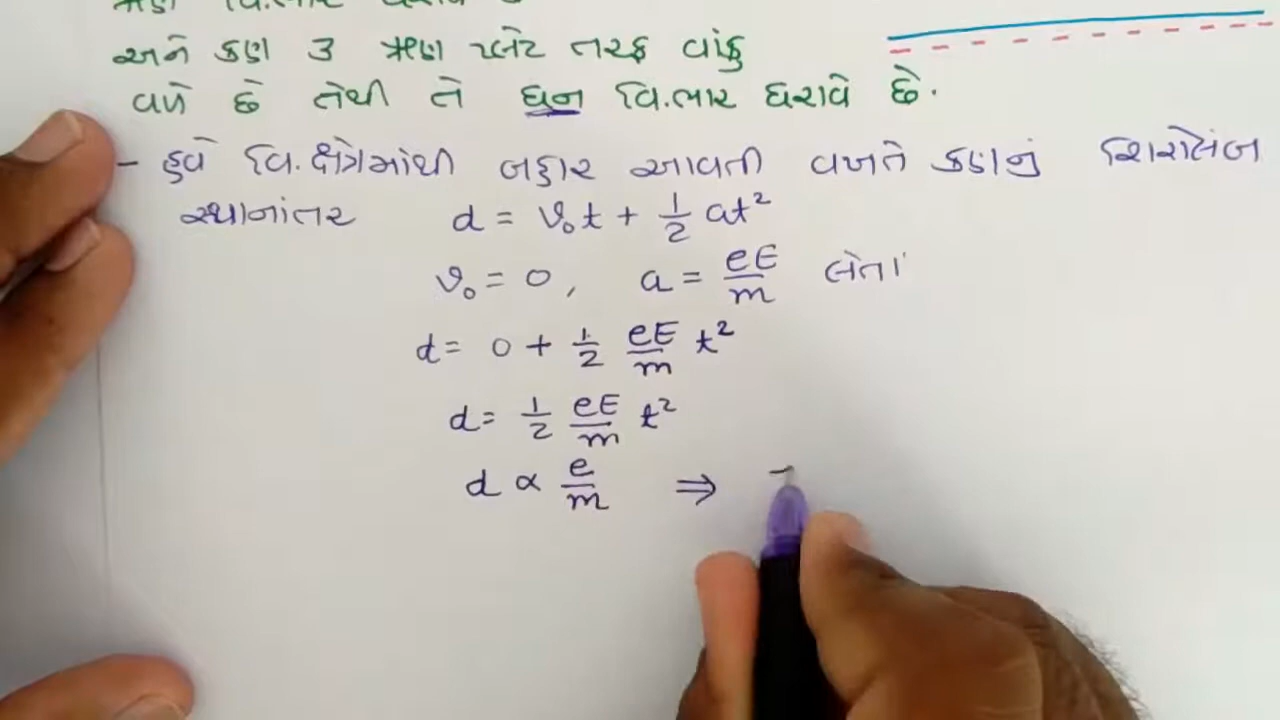 વિ.ભાર
અને કણ 3 ઋણ પ્લેટ તરફ વાંકુ
વળે છે તેથી તે ધન વિ.ભાર ધરાવે છે.
- હવે વિ.ક્ષેત્રમાંથી બહાર આવતી વખતે કણનું શિરોલંબ
સ્થાનાંતર d = v₀t + 1/2 at²
v₀ = 0, a = eE/m લેતાં
d = 0 + 1/2 eE/m t²
d = 1/2 eE/m t²
d ∝ e/m ⇒